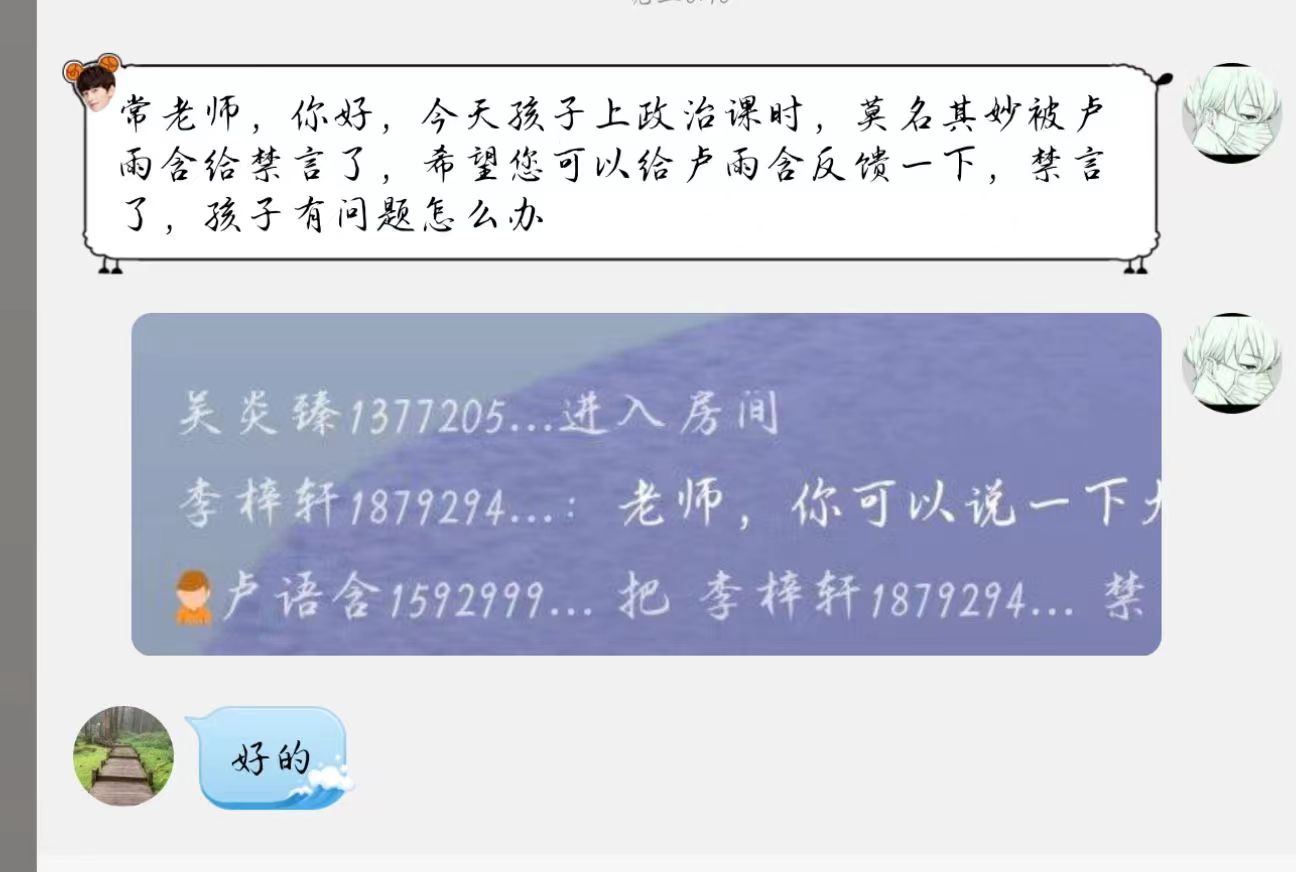 常老师，你好，今天孩子上政治课时，莫名其妙被卢
雨含给禁言了，希望您可以给卢雨含反馈一下，禁言
了，孩子有问题怎么办
吴炎臻1377205...进入房间
李梓轩1879294...：老师，你可以说一下
卢语含1592999... 把 李梓轩1879294... 禁
好的